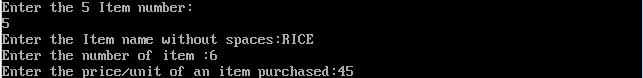 Enter the 5 Item number:
5
Enter the Item name without spaces:RICE
Enter the number of item :6
Enter the price/unit of an item purchased:45